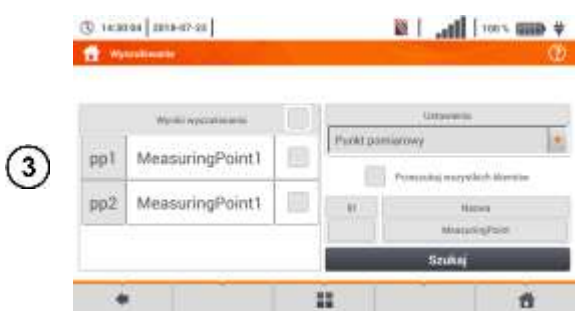 14:30:04 2018-07-23 100%
Wyszukiwanie
3
Wyniki wyszukiwania
pp1 MeasuringPoint1
pp2 MeasuringPoint1
Ustawienia
Punkt pomiarowy
Przeszukaj wszystkich klientów
ID Nazwa
MeasuringPoint
Szukaj